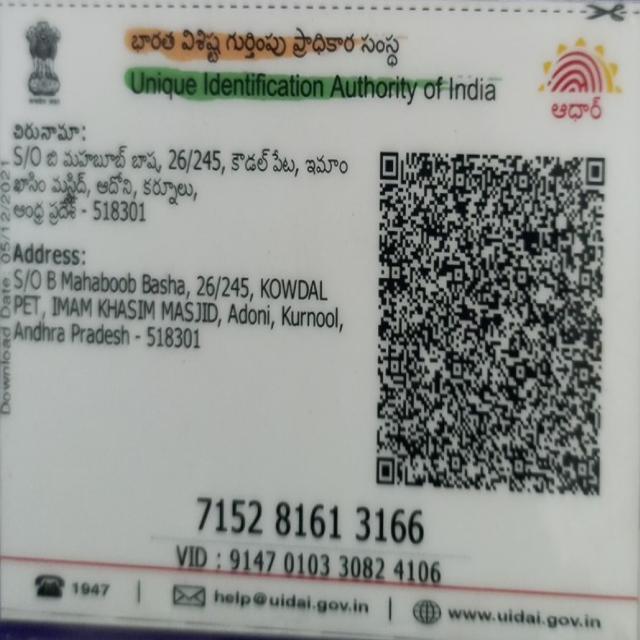 భారత విశిష్ట గుర్తింపు ప్రాధికార సంస్థ
Unique Identification Authority of India
ఆధార్
చిరునామా:
S/O బి మహబూబ్ బాష, 26/245, కౌడల్ పేట, ఇమాం
ఖాసిం మస్జిద్, ఆదోని, కర్నూలు,
ఆంధ్ర ప్రదేశ్ - 518301
Address:
S/O B Mahaboob Basha, 26/245, KOWDAL
PET, IMAM KHASIM MASJID, Adoni, Kurnool,
Andhra Pradesh - 518301
Download Date: 05/12/2021
7152 8161 3166
VID : 9147 0103 3082 4106
1947 | help@uidai.gov.in | www.uidai.gov.in